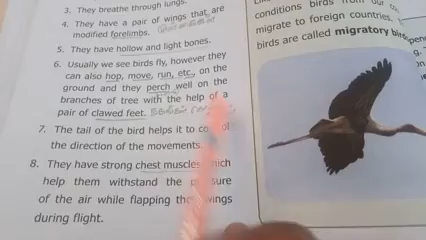 3. They breathe through lungs.
4. They have a pair of wings that are
modified forelimbs.
5. They have hollow and light bones.
6. Usually we see birds fly, however they
can also hop, move, run, etc., on the
ground and they perch well on the
branches of tree with the help of a
pair of clawed feet.
7. The tail of the bird helps it to
the direction of the movements
8. They have strong chest muscles
help them withstand the
of the air while flapping wings
during flight.
conditions birds from our
migrate to foreign countries.
birds are called migratory